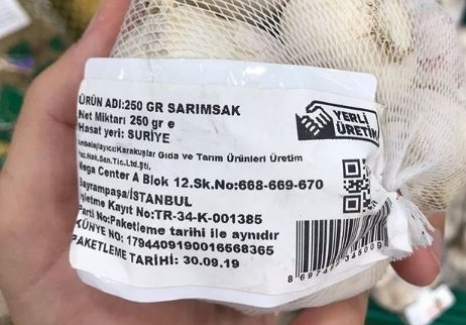 ÜRÜN ADI:250 GR SARIMSAK
Net Miktarı 250 gr e
Hasat yeri: SURİYE
Ambalajlayıcı:Karakuşlar Gıda ve Tarım Ürünleri Üretim
Paz.Nak.San.Tic.Ltd.Şti,
Mega Center A Blok 12.Sk.No:668-669-670
Bayrampaşa/İSTANBUL
İşletme Kayıt No:TR-34-K-001385
Parti No:Paketleme tarihi ile aynıdır
KÜNYE NO: 1794409190016668365
PAKETLEME TARİHİ: 30.09.19
YERLİ
ÜRETİM